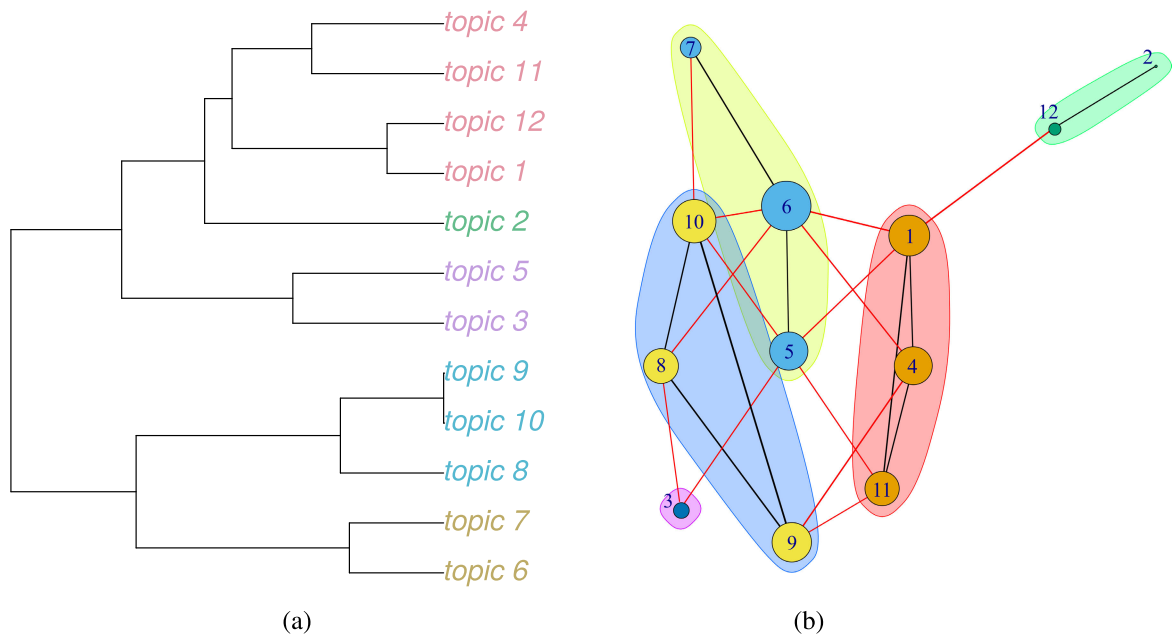 topic 4
topic 11
topic 12
topic 1
topic 2
topic 5
topic 3
topic 9
topic 10
topic 8
topic 7
topic 6
(a)
7
2
12
6
10
1
5
8
4
3
11
9
(b)